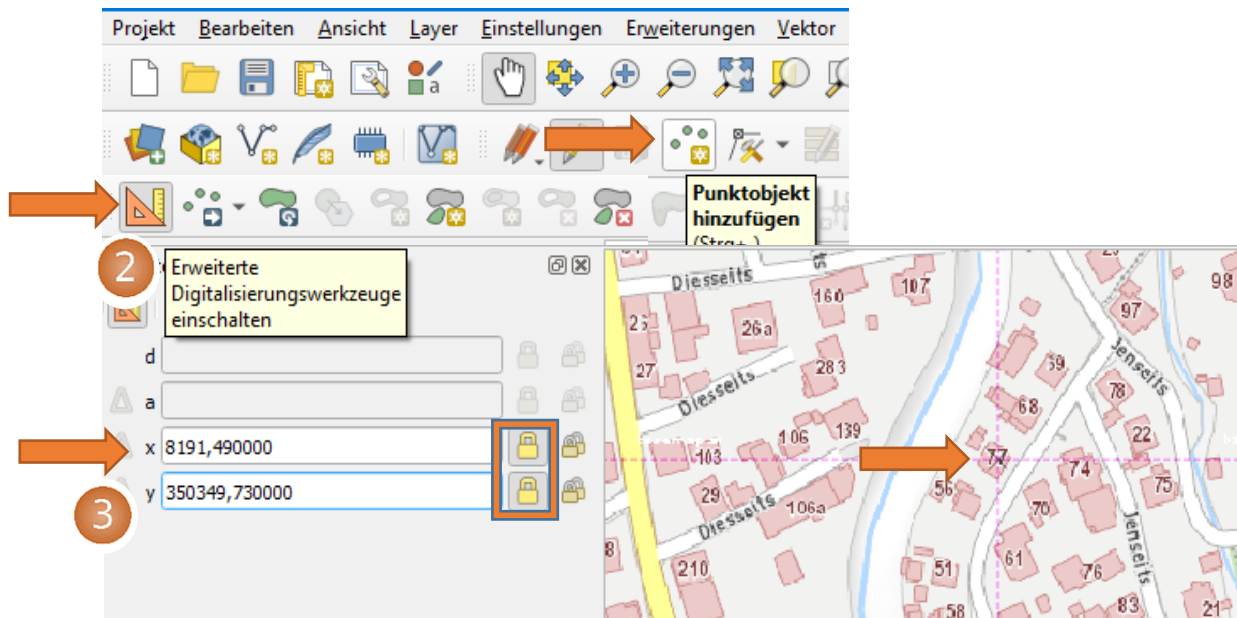 Projekt Bearbeiten Ansicht Layer Einstellungen Erweiterungen Vektor
a
Punktobjekt
hinzufügen
2
Erweiterte
Digitalisierungswerkzeuge
einschalten
d
a
x 8191,490000
y 350349,730000
3
Diesseits
160
107
98
97
26a
27
283
Diesseits
59
Jenseits
78
68
106
139
22
103
77
74
75
29
56
106a
Diesseits
70
Jenseits
210
51
61
76
58
83
21